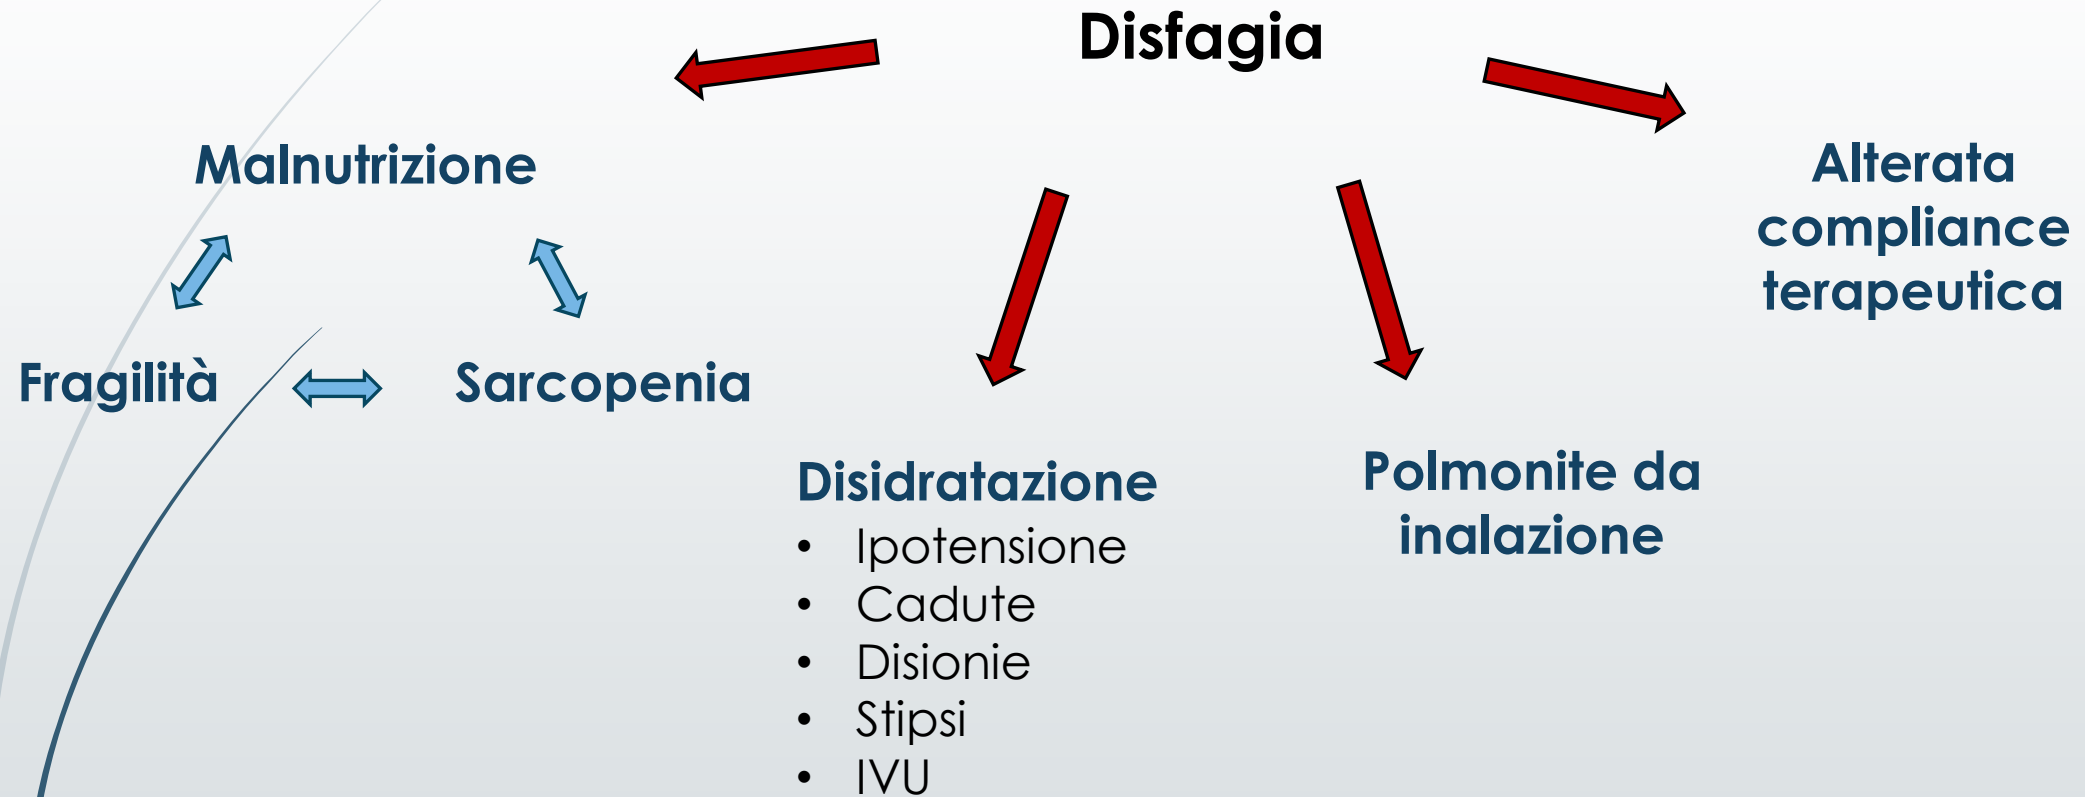 Disfagia
Malnutrizione
Fragilità
Sarcopenia
Disidratazione
• Ipotensione
• Cadute
• Disionie
• Stipsi
• IVU
Polmonite da
inalazione
Alterata
compliance
terapeutica